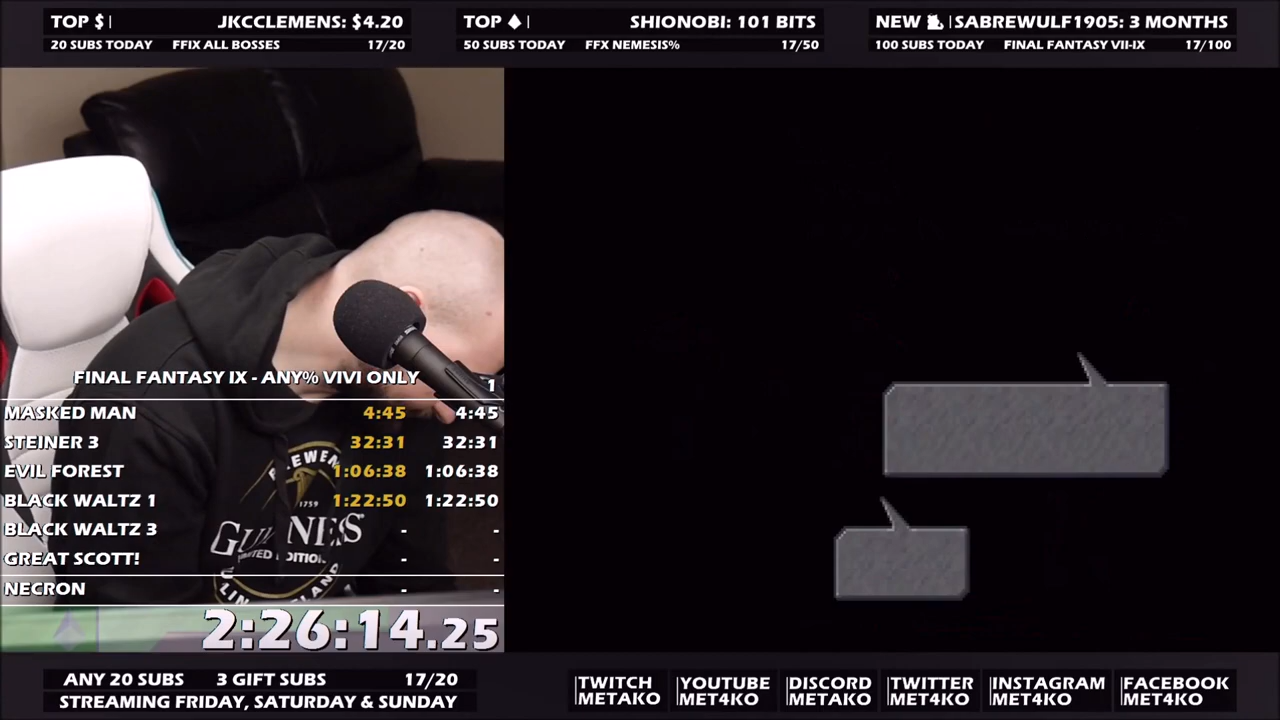 TOP $ | JKCCLEMENS: $4.20
20 SUBS TODAY FFIX ALL BOSSES 17/20
TOP | SHIONOBI: 101 BITS
50 SUBS TODAY FFX NEMESIS% 17/50
NEW | SABREWULF1905: 3 MONTHS
100 SUBS TODAY FINAL FANTASY VII-IX 17/100
FINAL FANTASY IX - ANY% VIVI ONLY 1
MASKED MAN 4:45 4:45
STEINER 3 32:31 32:31
EVIL FOREST 1:06:38 1:06:38
BLACK WALTZ 1 1:22:50 1:22:50
BLACK WALTZ 3 - -
GREAT SCOTT! - -
NECRON - -
1759
2:26:14.25
ANY 20 SUBS 3 GIFT SUBS 17/20
STREAMING FRIDAY, SATURDAY & SUNDAY
TWITCH
METAKO
YOUTUBE
MET4KO
DISCORD
METAKO
TWITTER
MET4KO
INSTAGRAM
MET4KO
FACEBOOK
MET4KO